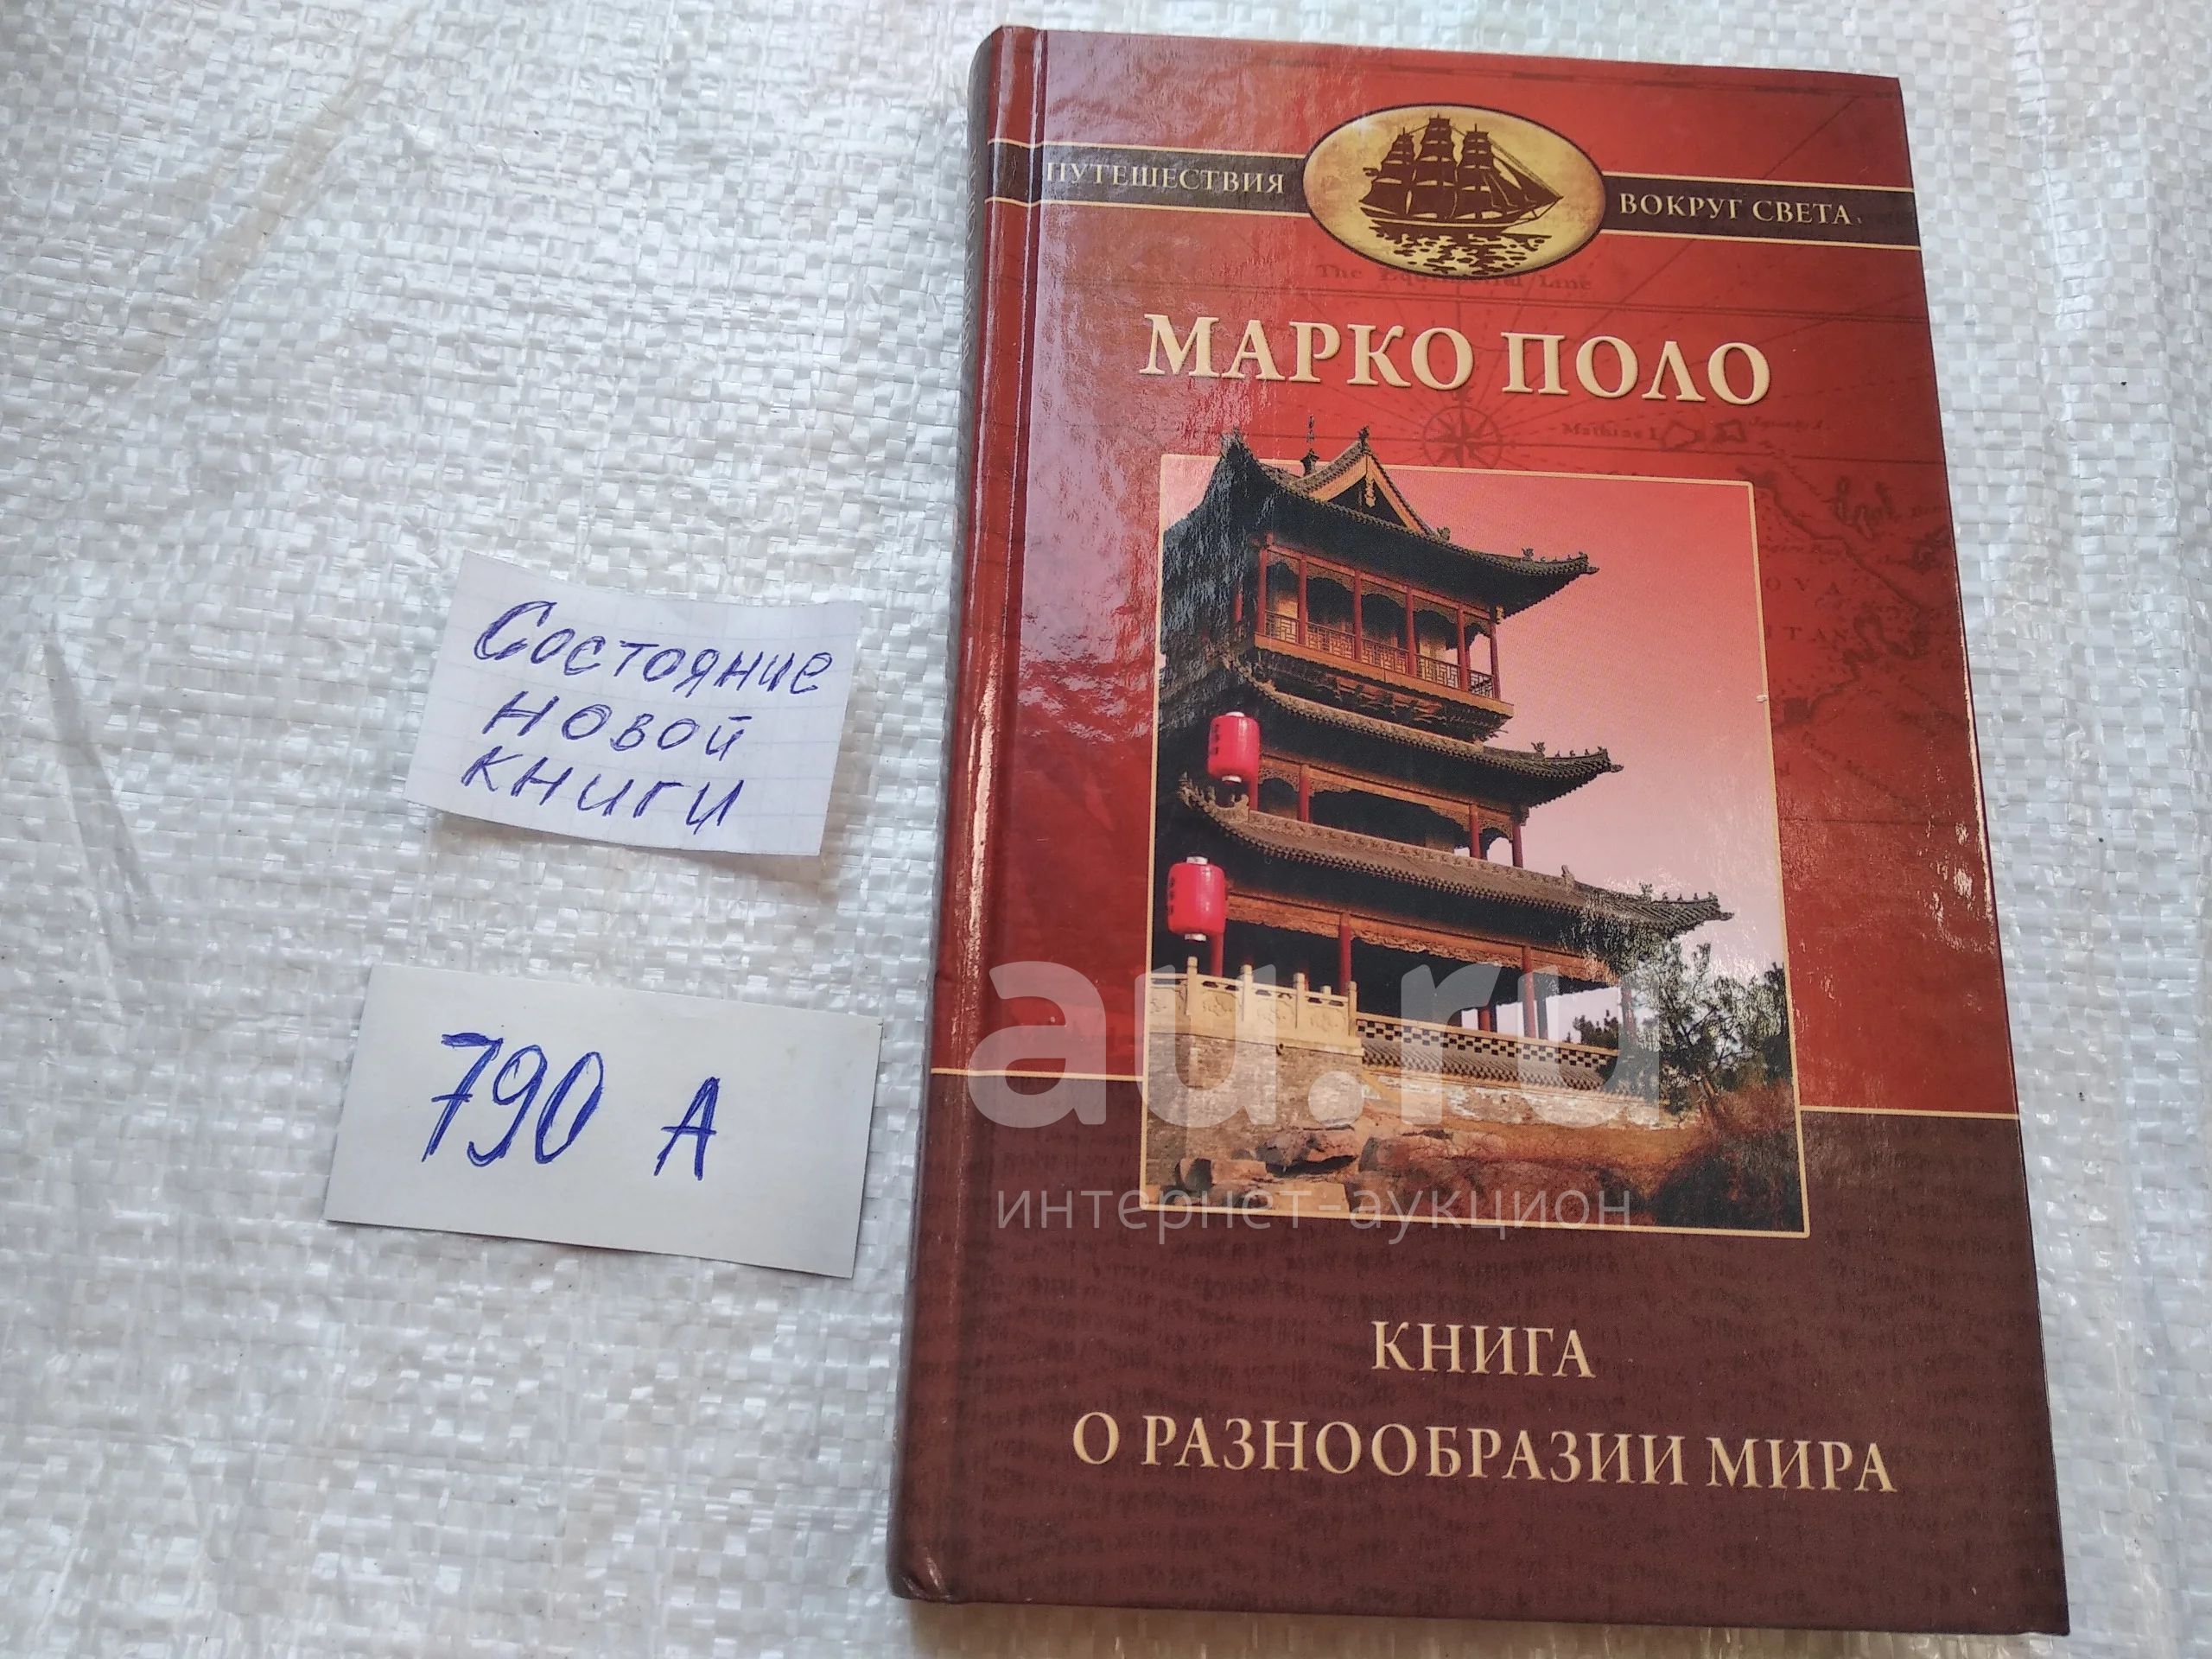 ПУТЕШЕСТВИЯ ВОКРУГ СВЕТА
The Equinoctial Line
МАРКО ПОЛО
Состояние
новой
книги
790 А
au.ru
интернет-аукцион
КНИГА
О РАЗНООБРАЗИИ МИРА